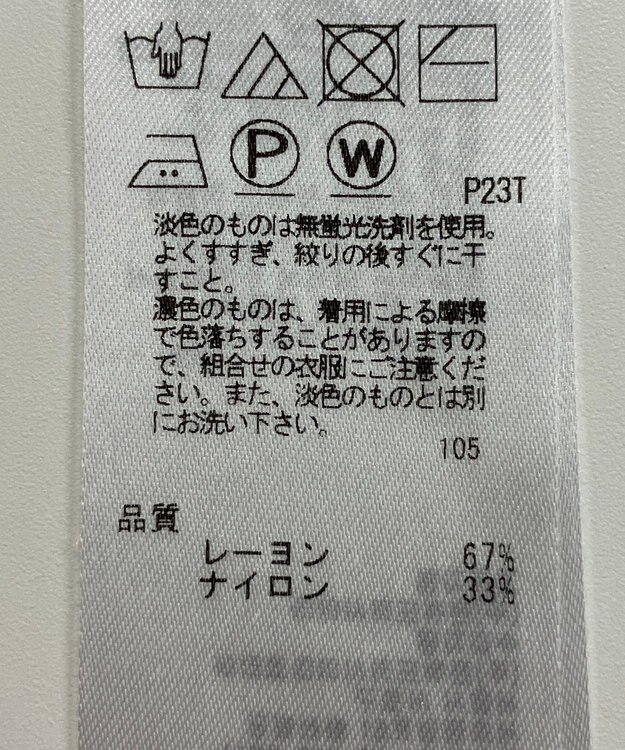 P
W
P23T
淡色のものは無蛍光洗剤を使用。
よくすすぎ、絞りの後すぐに干
すこと。
濃色のものは、着用による摩擦
で色落ちすることがありますの
で、組合せの衣服にご注意くだ
さい。また、淡色のものとは別
にお洗い下さい。
105
品質
レーヨン 67%
ナイロン 33%